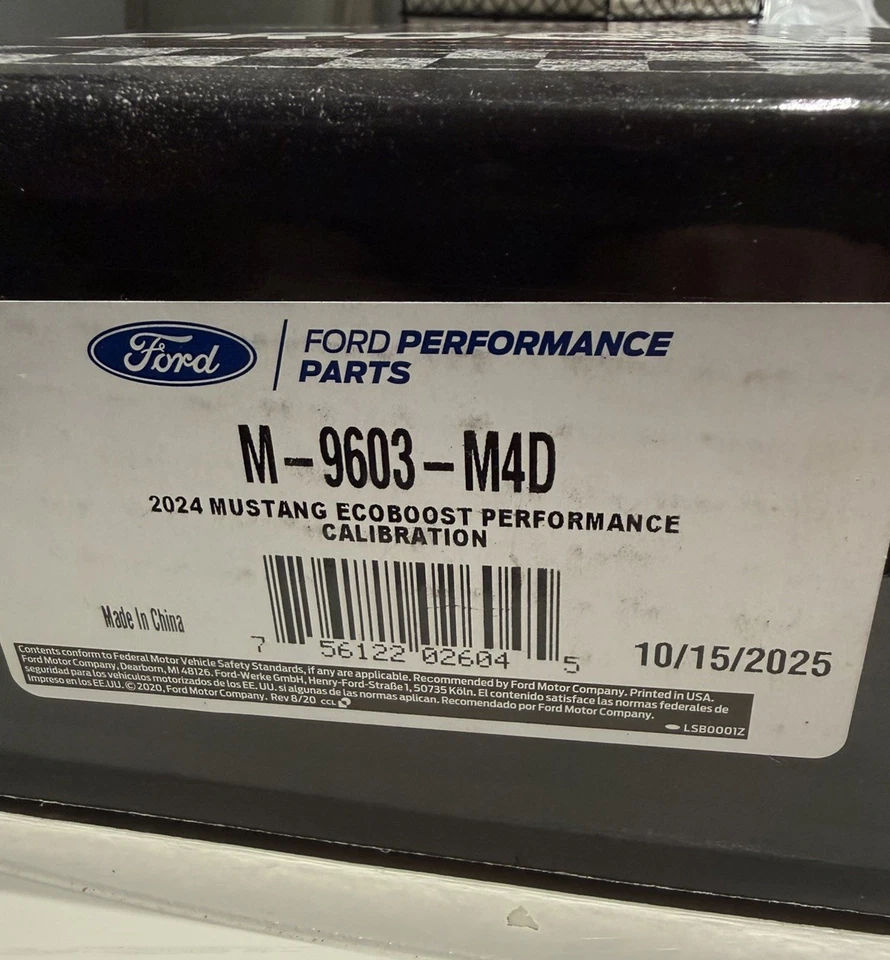 Ford
FORD PERFORMANCE
PARTS
M-9603-M4D
2024 MUSTANG ECOBOOST PERFORMANCE
CALIBRATION
Made In China
7 56122 02604 5
10/15/2025
Contents conform to Federal Motor Vehicle Safety Standards, if any are applicable. Recommended by Ford Motor Company. Printed in USA.
Ford Motor Company, Dearborn, MI 48126. Ford-Werke GmbH, Henry-Ford-Straße 1, 50735 Köln. El contenido satisface las normas federales de
seguridad para los vehículos motorizados de los EE. UU. si algunas de las normas aplican. Recomendado por Ford Motor Company.
Impreso en los EE.UU. © 2020, Ford Motor Company. Rev 8/20 CCL
LSB0001Z